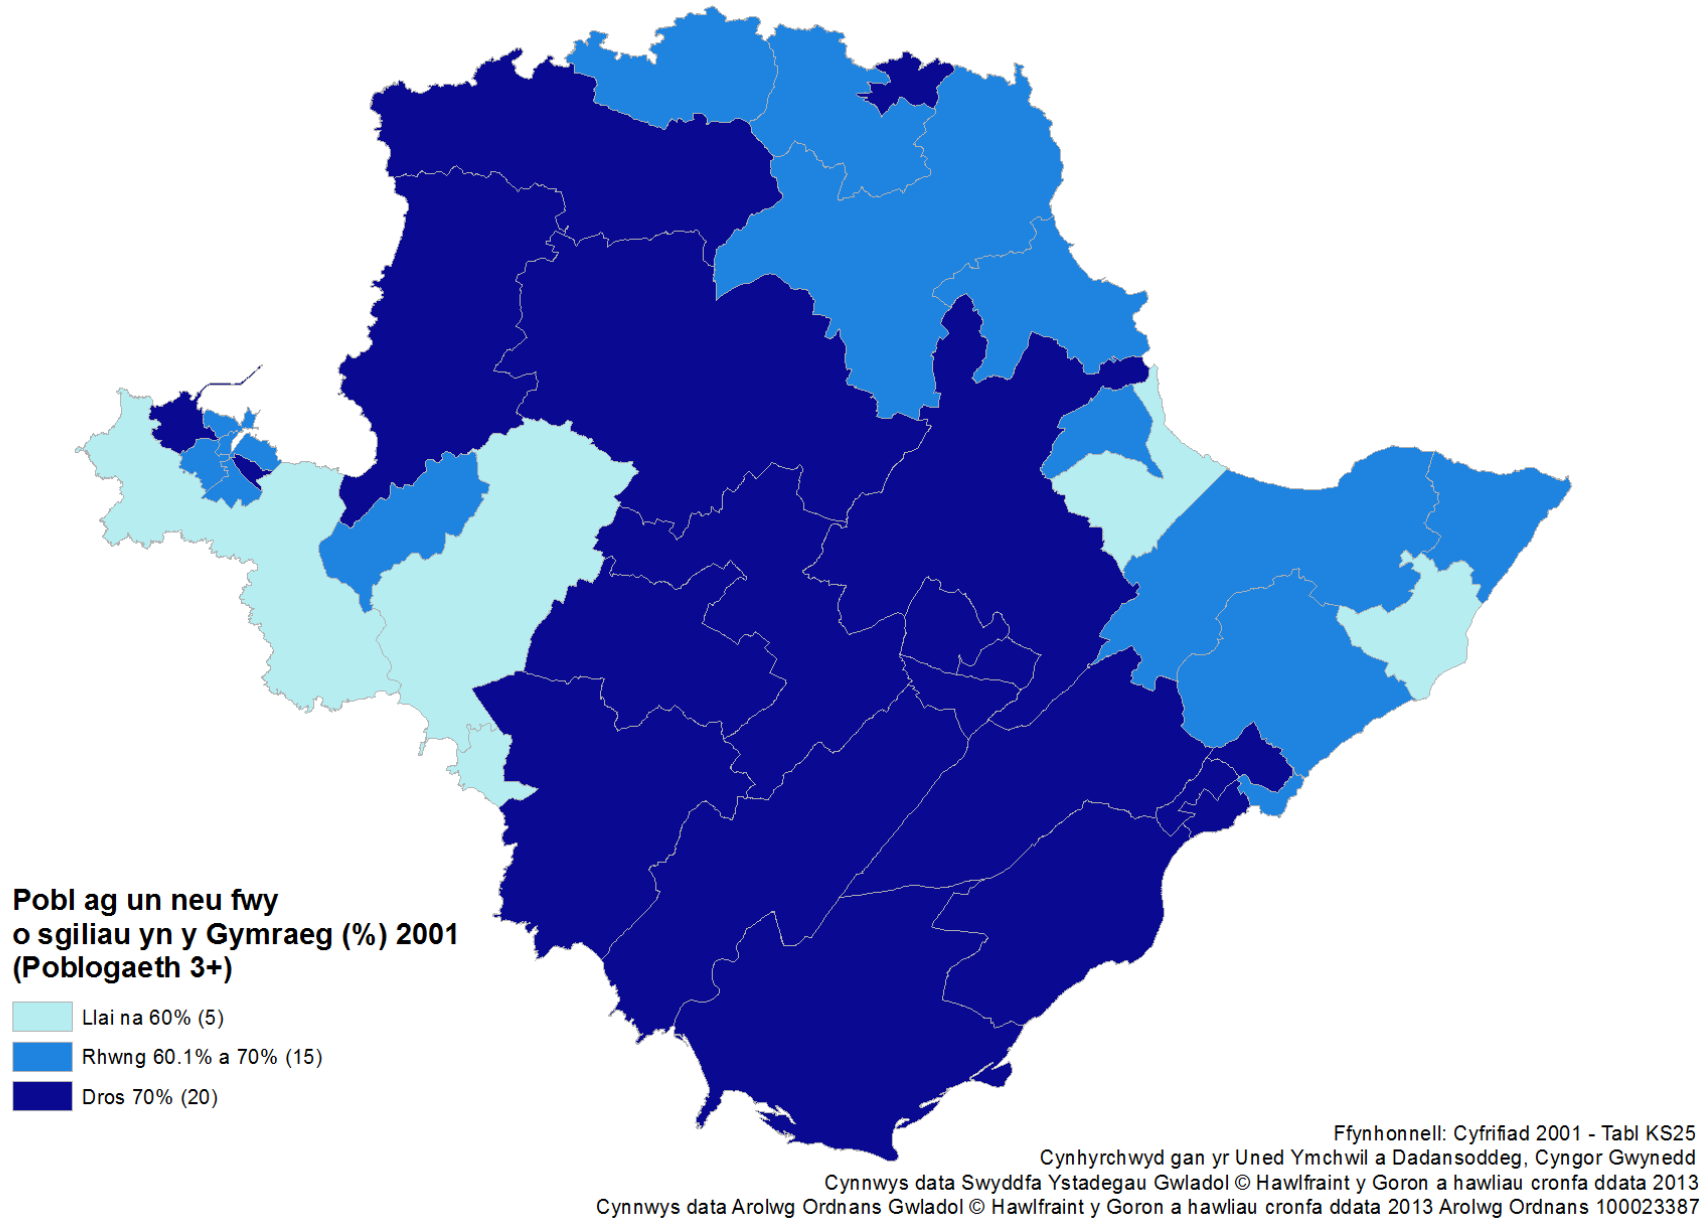 Pobl ag un neu fwy
o sgiliau yn y Gymraeg (%) 2001
(Poblogaeth 3+)
Llai na 60% (5)
Rhwng 60.1% a 70% (15)
Dros 70% (20)
Ffynhonnell: Cyfrifiad 2001 - Tabl KS25
Cynhyrchwyd gan yr Uned Ymchwil a Dadansoddeg, Cyngor Gwynedd
Cynnwys data Swyddfa Ystadegau Gwladol © Hawlfraint y Goron a hawliau cronfa ddata 2013
Cynnwys data Arolwg Ordnans Gwladol © Hawlfraint y Goron a hawliau cronfa ddata 2013 Arolwg Ordnans 100023387